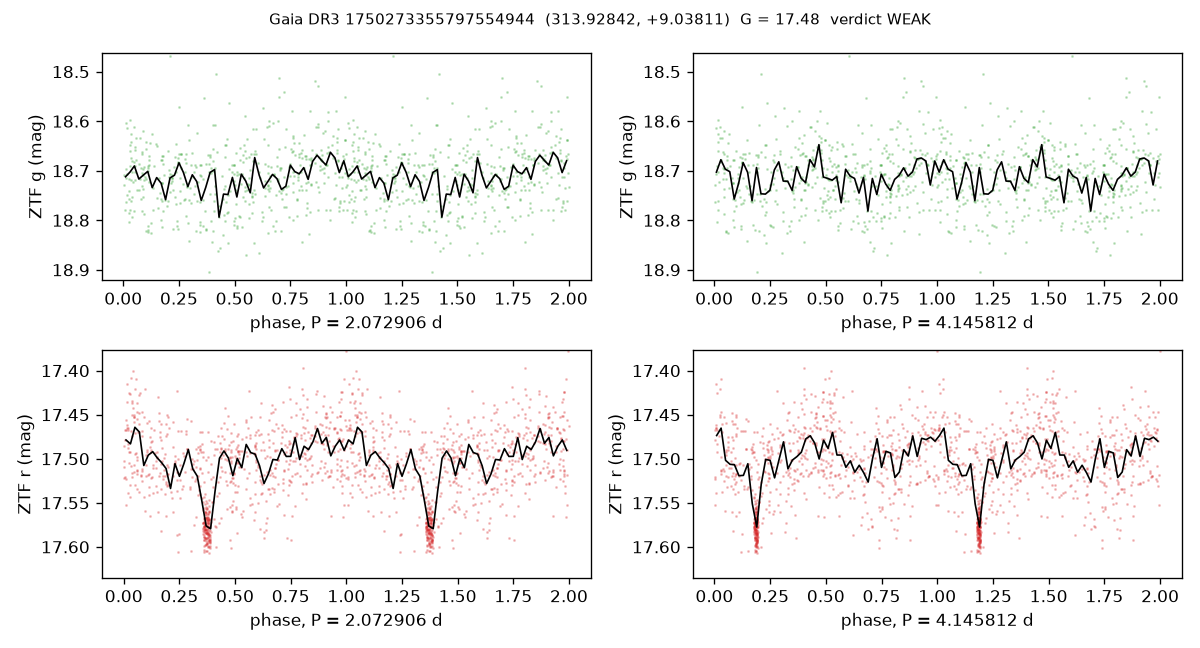 Gaia DR3 1750273355797554944 (313.92842, +9.03811) G = 17.48 verdict WEAK
ZTF g (mag)
18.5
18.6
18.7
18.8
18.9
0.00 0.25 0.50 0.75 1.00 1.25 1.50 1.75 2.00
phase, P = 2.072906 d
ZTF g (mag)
18.5
18.6
18.7
18.8
18.9
0.00 0.25 0.50 0.75 1.00 1.25 1.50 1.75 2.00
phase, P = 4.145812 d
ZTF r (mag)
17.40
17.45
17.50
17.55
17.60
0.00 0.25 0.50 0.75 1.00 1.25 1.50 1.75 2.00
phase, P = 2.072906 d
ZTF r (mag)
17.40
17.45
17.50
17.55
17.60
0.00 0.25 0.50 0.75 1.00 1.25 1.50 1.75 2.00
phase, P = 4.145812 d